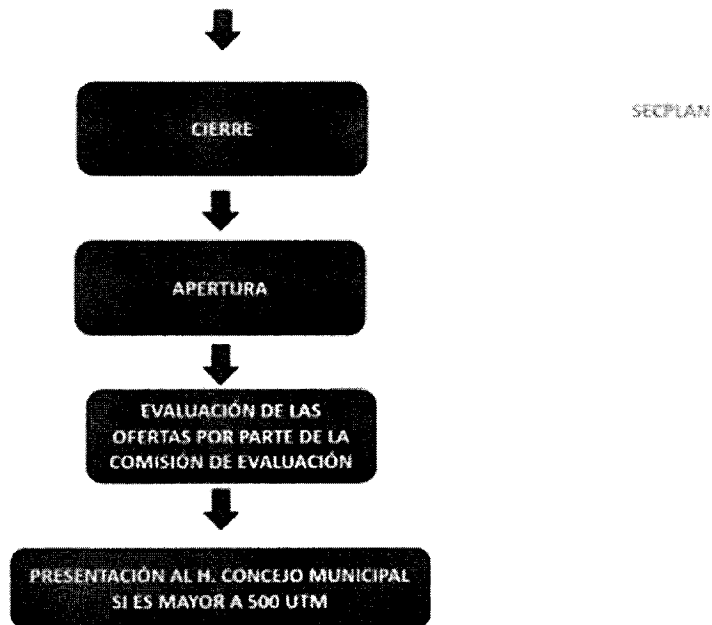 CIERRE
SECPLAN
APERTURA
EVALUACIÓN DE LAS
OFERTAS POR PARTE DE LA
COMISIÓN DE EVALUACIÓN
PRESENTACIÓN AL H. CONCEJO MUNICIPAL
SI ES MAYOR A 500 UTM